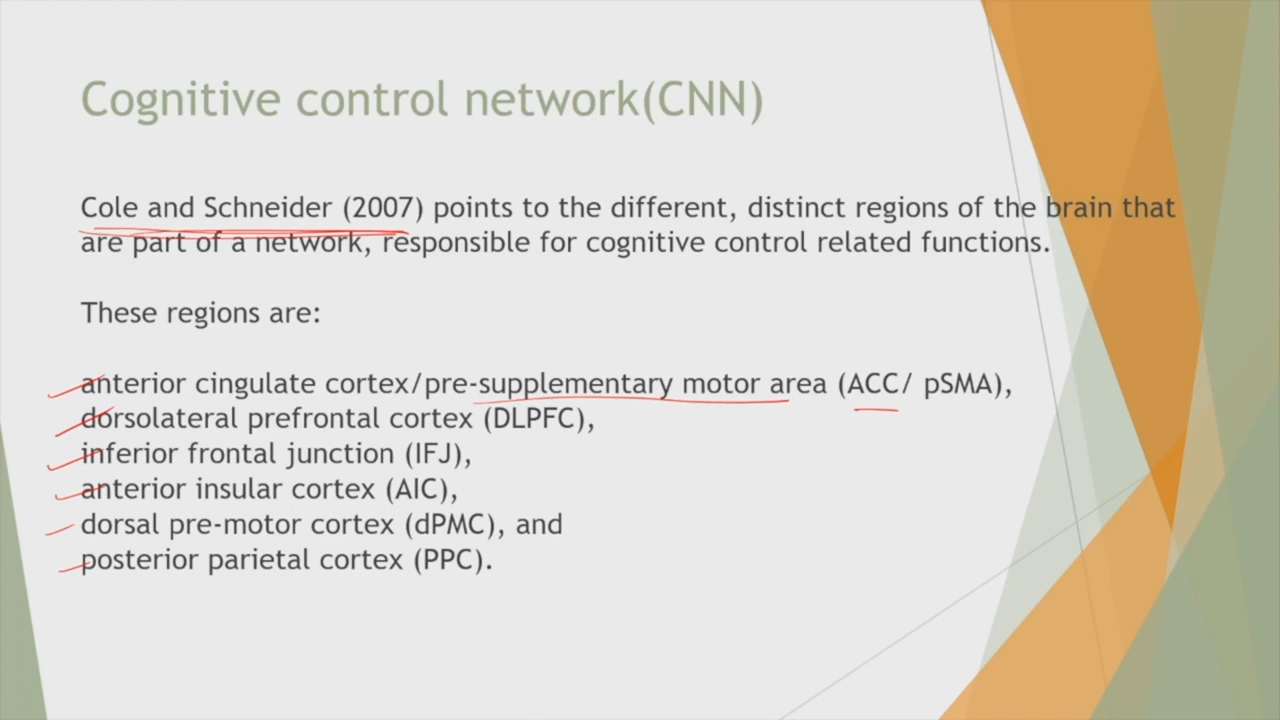 Cognitive control network(CNN)
Cole and Schneider (2007) points to the different, distinct regions of the brain that
are part of a network, responsible for cognitive control related functions.
These regions are:
anterior cingulate cortex/pre-supplementary motor area (ACC/ pSMA),
dorsolateral prefrontal cortex (DLPFC),
inferior frontal junction (IFJ),
anterior insular cortex (AIC),
dorsal pre-motor cortex (dPMC), and
posterior parietal cortex (PPC).